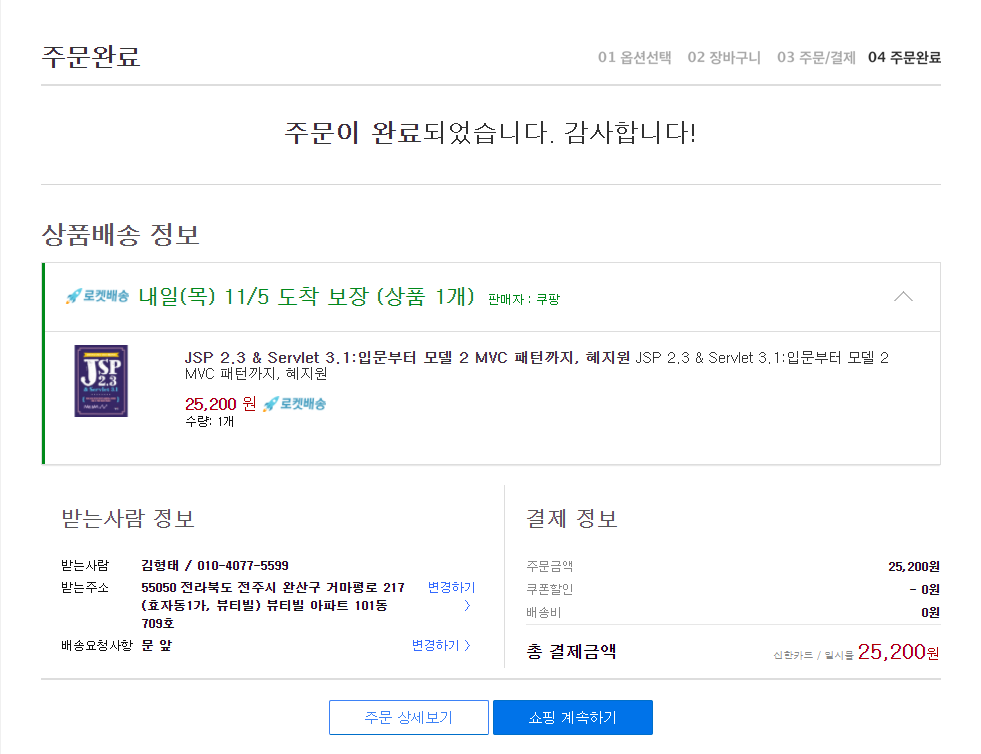 주문완료
01 옵션선택 02 장바구니 03 주문/결제 04 주문완료
주문이 완료되었습니다. 감사합니다!
상품배송 정보
로켓배송 내일(목) 11/5 도착 보장 (상품 1개) 판매자 : 쿠팡
JSP 2.3 & Servlet 3.1:입문부터 모델 2 MVC 패턴까지, 혜지원 JSP 2.3 & Servlet 3.1:입문부터 모델 2
MVC 패턴까지, 혜지원
JSP
2.3
& Servlet 3.1
25,200 원 로켓배송
수량: 1개
받는사람 정보
받는사람 김형태 / 010-4077-5599
받는주소 55050 전라북도 전주시 완산구 거마평로 217 변경하기
(효자동1가, 뷰티빌) 뷰티빌 아파트 101동
709호
배송요청사항 문 앞 변경하기
결제 정보
주문금액 25,200원
쿠폰할인 - 0원
배송비 0원
총 결제금액 신한카드 / 일시불 25,200원
주문 상세보기 쇼핑 계속하기